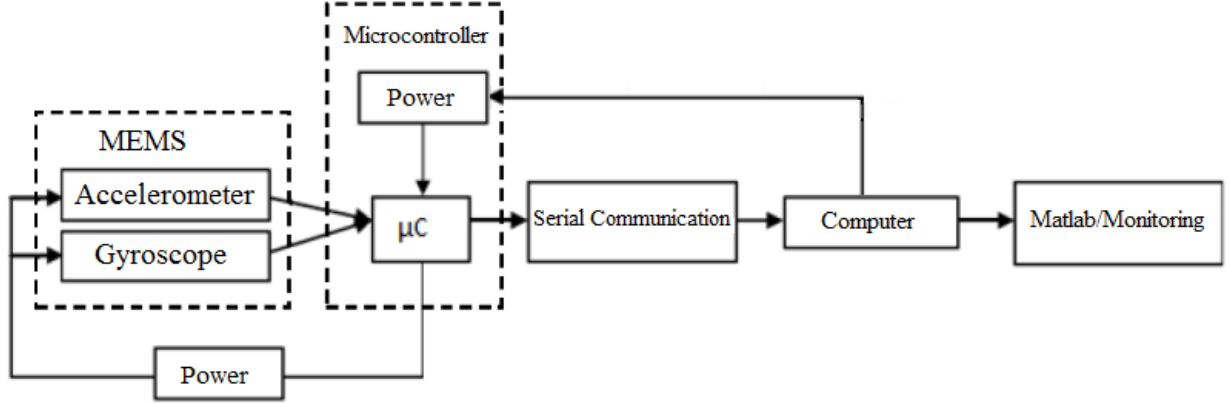 Microcontroller
Power
MEMS
Accelerometer
Gyroscope
μC
Serial Communication
Computer
Matlab/Monitoring
Power